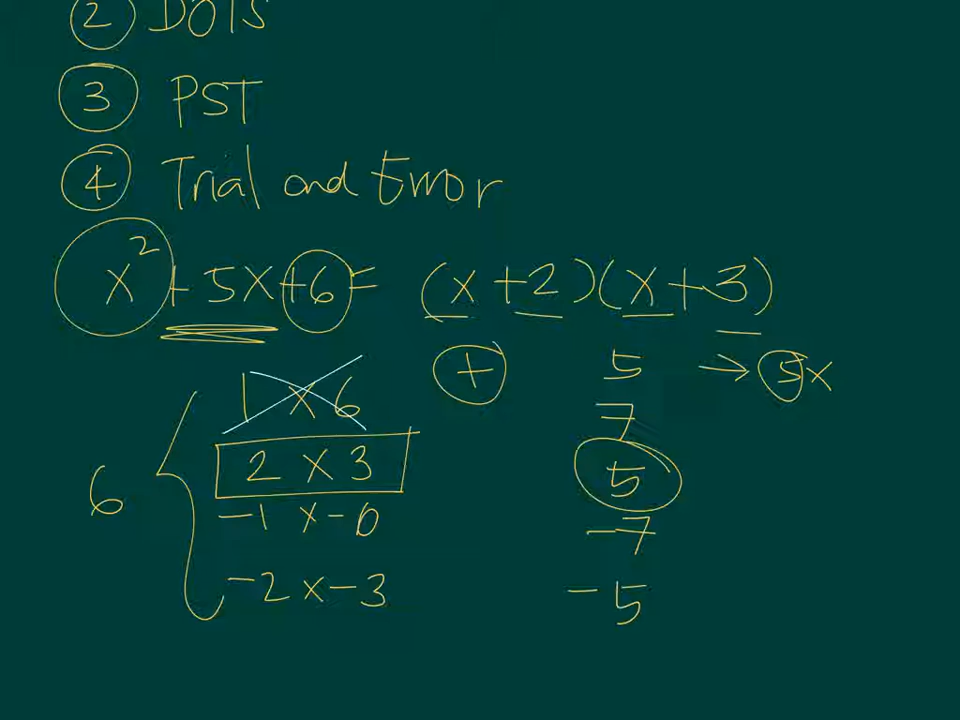 2 DOTS
3 PST
4 Trial and Error
x² + 5x + 6 = (x + 2)(x + 3)
+ 5 → 5x
1 x 6 7
6 { 2 x 3 5
-1 x -6 -7
-2 x -3 -5